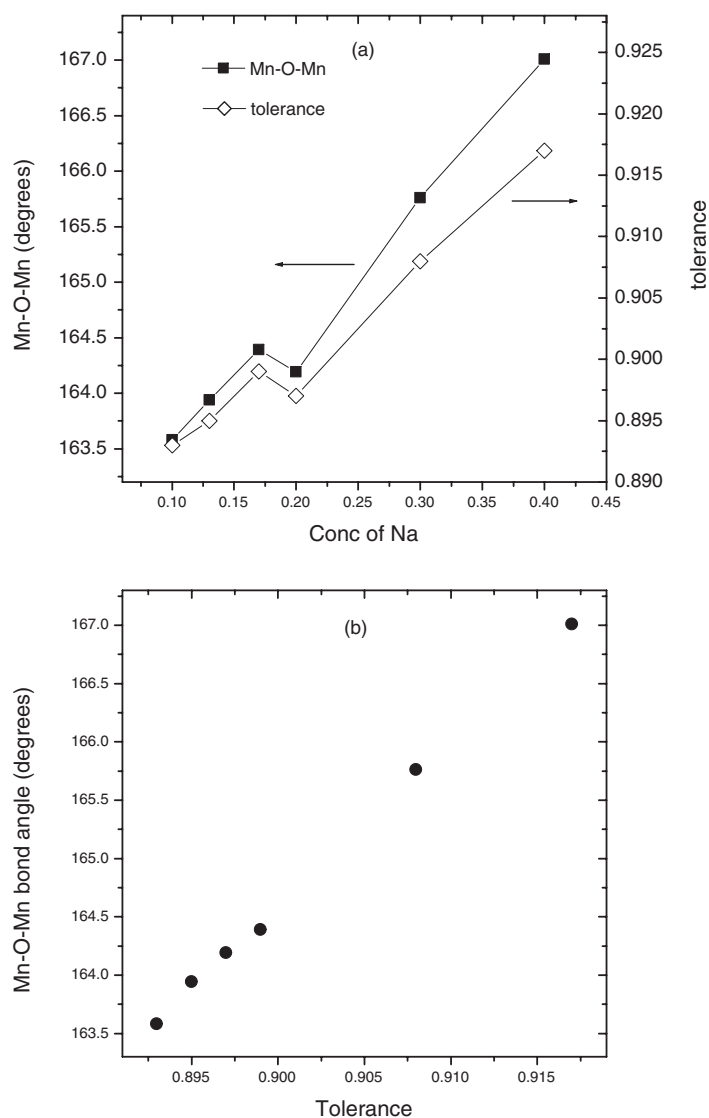 (a)
Mn-O-Mn
tolerance
167.0
166.5
166.0
165.5
165.0
164.5
164.0
163.5
Mn-O-Mn (degrees)
0.925
0.920
0.915
0.910
0.905
0.900
0.895
0.890
tolerance
0.10 0.15 0.20 0.25 0.30 0.35 0.40 0.45
Conc of Na
(b)
167.0
166.5
166.0
165.5
165.0
164.5
164.0
163.5
Mn-O-Mn bond angle (degrees)
0.895 0.900 0.905 0.910 0.915
Tolerance